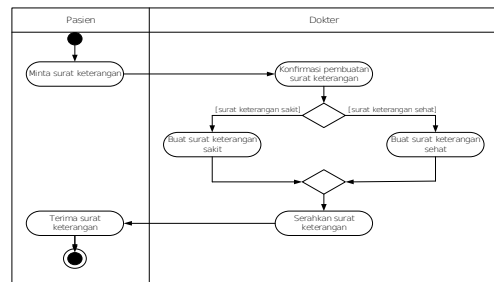 Pasien
Dokter
Minta surat keterangan
Konfirmasi pembuatan
surat keterangan
[surat keterangan sakit]
[surat keterangan sehat]
Buat surat keterangan
sakit
Buat surat keterangan
sehat
Terima surat
keterangan
Serahkan surat
keterangan